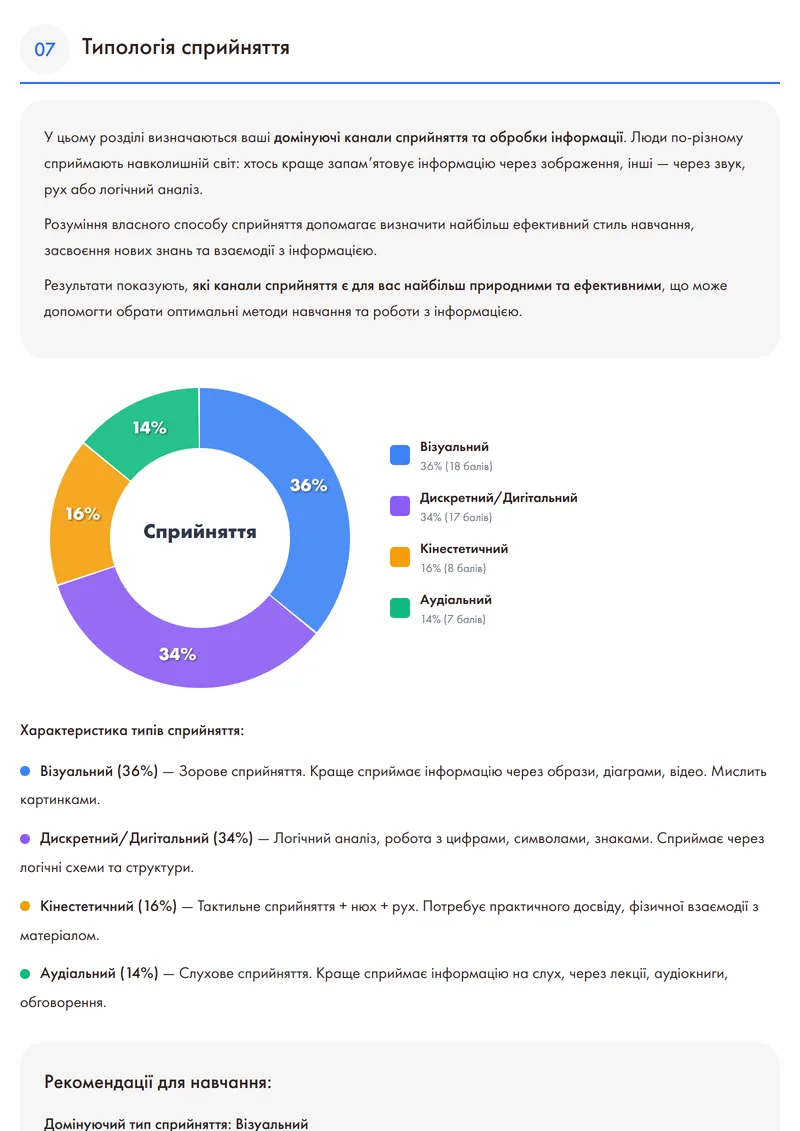 07
Типологія сприйняття
У цьому розділі визначаються ваші домінуючі канали сприйняття та обробки інформації. Люди по-різному
сприймають навколишній світ: хтось краще запам’ятовує інформацію через зображення, інші — через звук,
рух або логічний аналіз.
Розуміння власного способу сприйняття допомагає визначити найбільш ефективний стиль навчання,
засвоєння нових знань та взаємодії з інформацією.
Результати показують, які канали сприйняття є для вас найбільш природними та ефективними, що може
допомогти обрати оптимальні методи навчання та роботи з інформацією.
14%
36%
16%
Сприйняття
34%
Візуальний
36% (18 балів)
Дискретний/Дигітальний
34% (17 балів)
Кінестетичний
16% (8 балів)
Аудіальний
14% (7 балів)
Характеристика типів сприйняття:
Візуальний (36%) — Зорове сприйняття. Краще сприймає інформацію через образи, діаграми, відео. Мислить
картинками.
Дискретний/Дигітальний (34%) — Логічний аналіз, робота з цифрами, символами, знаками. Сприймає через
логічні схеми та структури.
Кінестетичний (16%) — Тактильне сприйняття + нюх + рух. Потребує практичного досвіду, фізичної взаємодії з
матеріалом.
Аудіальний (14%) — Слухове сприйняття. Краще сприймає інформацію на слух, через лекції, аудіокниги,
обговорення.
Рекомендації для навчання:
Домінуючий тип сприйняття: Візуальний